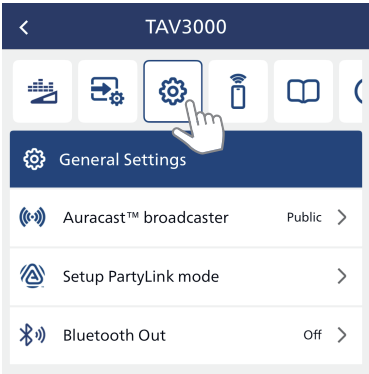 TAV3000
General Settings
Auracast™ broadcaster Public
Setup PartyLink mode
Bluetooth Out Off